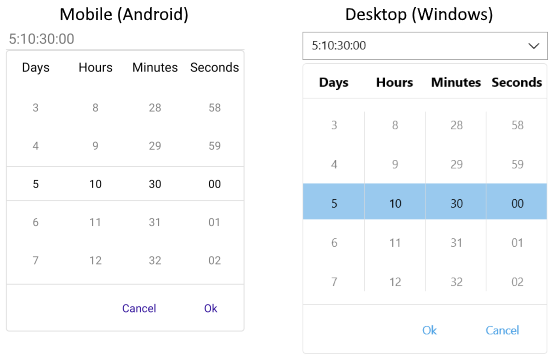 Mobile (Android)
5:10:30:00
Days Hours Minutes Seconds
3 8 28 58
4 9 29 59
5 10 30 00
6 11 31 01
7 12 32 02
Cancel Ok
Desktop (Windows)
5:10:30:00
Days Hours Minutes Seconds
3 8 28 58
4 9 29 59
5 10 30 00
6 11 31 01
7 12 32 02
Ok Cancel